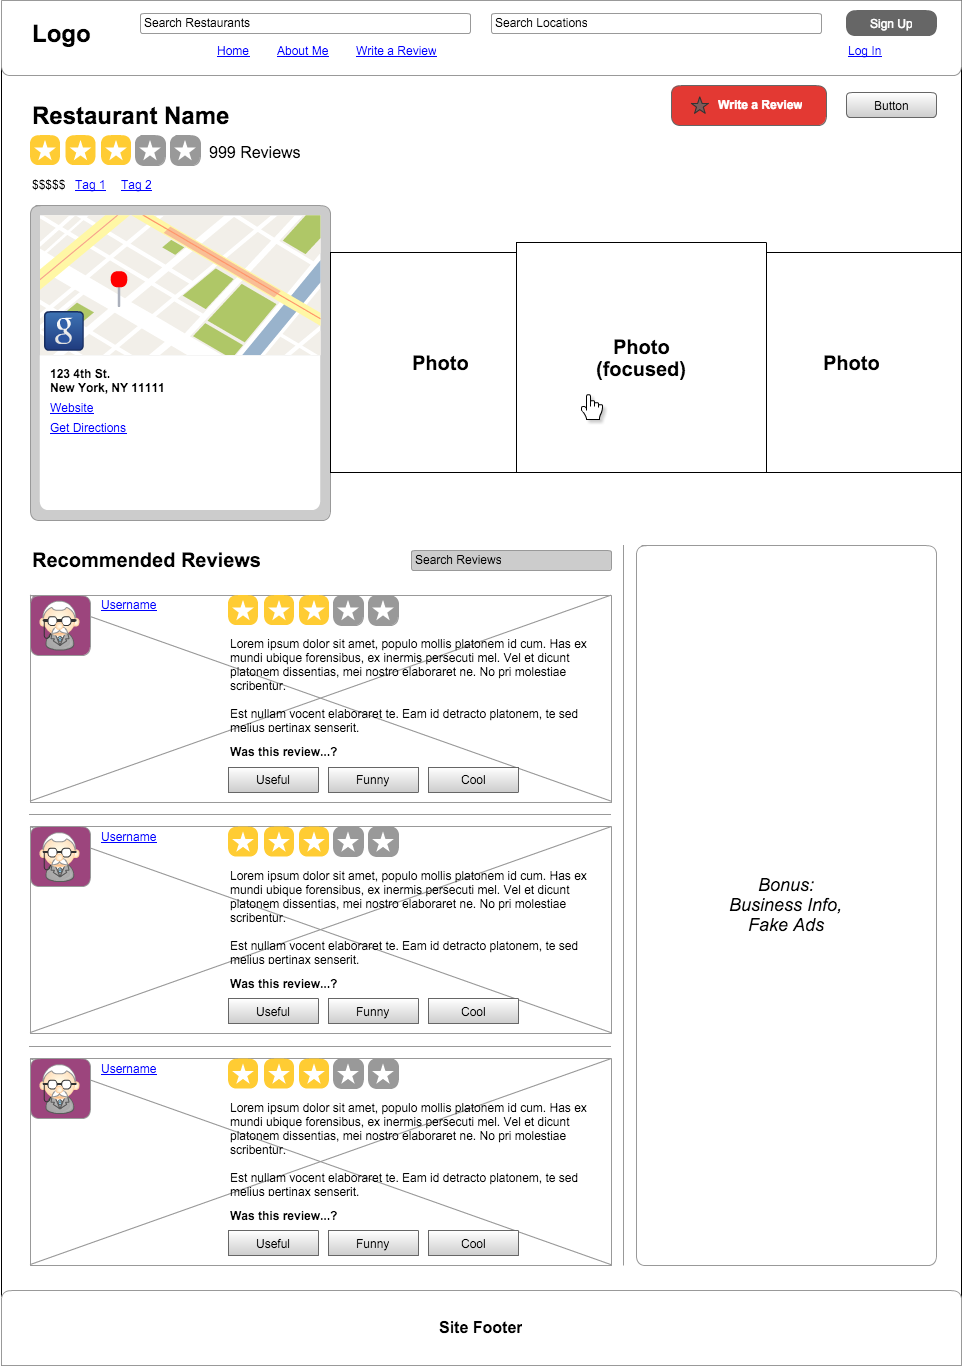 Logo
Search Restaurants
Search Locations
Sign Up
Home
About Me
Write a Review
Log In
Restaurant Name
Write a Review
Button
999 Reviews
$$$$$ Tag 1 Tag 2
g
123 4th St.
New York, NY 11111
Website
Get Directions
Photo
Photo
(focused)
Photo
Recommended Reviews
Search Reviews
Username
Lorem ipsum dolor sit amet, populo mollis platonem id cum. Has ex
mundi ubique forensibus, ex inermis persecuti mel. Vel et dicunt
platonem dissentias, mei nostro elaboraret ne. No pri molestiae
scribentur.
Est nullam vocent elaboraret te. Eam id detracto platonem, te sed
melius pertinax senserit.
Was this review...?
Useful
Funny
Cool
Username
Lorem ipsum dolor sit amet, populo mollis platonem id cum. Has ex
mundi ubique forensibus, ex inermis persecuti mel. Vel et dicunt
platonem dissentias, mei nostro elaboraret ne. No pri molestiae
scribentur.
Est nullam vocent elaboraret te. Eam id detracto platonem, te sed
melius pertinax senserit.
Was this review...?
Useful
Funny
Cool
Username
Lorem ipsum dolor sit amet, populo mollis platonem id cum. Has ex
mundi ubique forensibus, ex inermis persecuti mel. Vel et dicunt
platonem dissentias, mei nostro elaboraret ne. No pri molestiae
scribentur.
Est nullam vocent elaboraret te. Eam id detracto platonem, te sed
melius pertinax senserit.
Was this review...?
Useful
Funny
Cool
Bonus:
Business Info,
Fake Ads
Site Footer